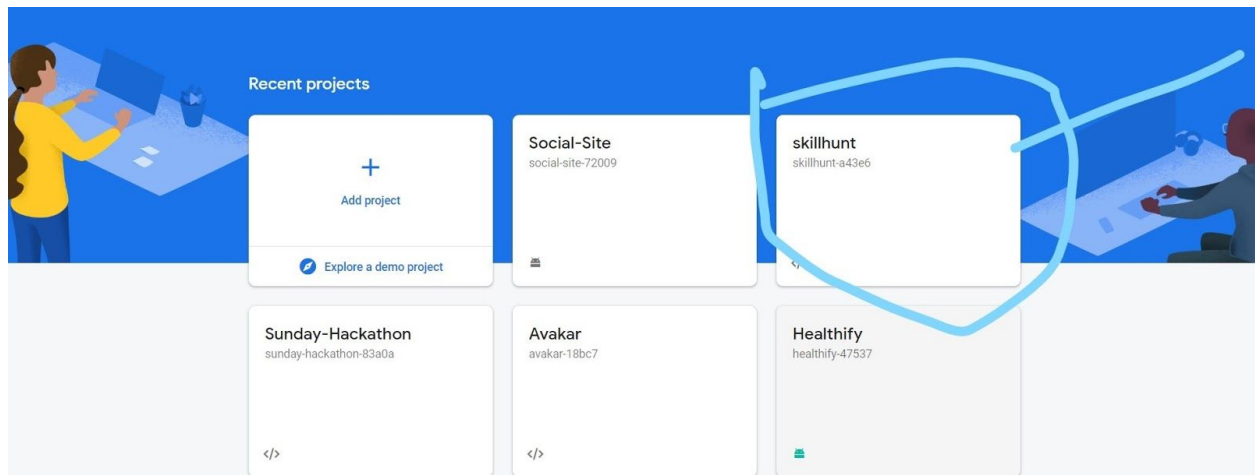 Recent projects
Add project
Explore a demo project
Social-Site
social-site-72009
skillhunt
skillhunt-a43e6
</>
Sunday-Hackathon
sunday-hackathon-83a0a
</>
Avakar
avakar-18bc7
</>
Healthify
healthify-47537